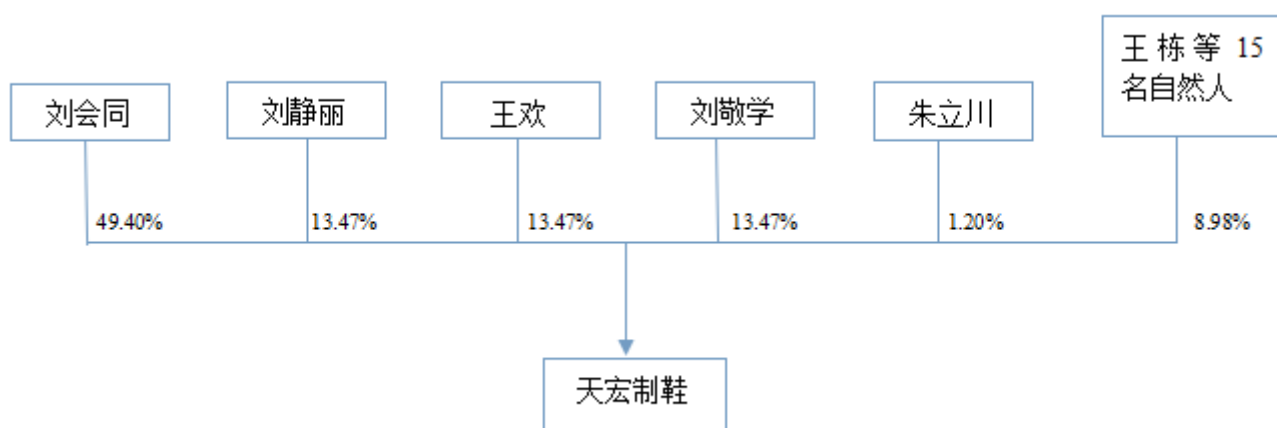 王栋等 15
名自然人
刘会同
刘静丽
王欢
刘敬学
朱立川
49.40%
13.47%
13.47%
13.47%
1.20%
8.98%
天宏制鞋